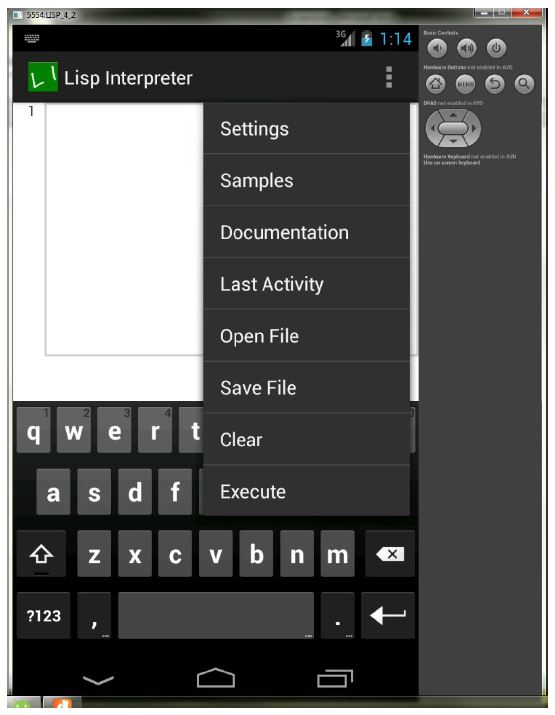 5554:LISP_4_2
3G 1:14
Lisp Interpreter
1
Settings
Samples
Documentation
Last Activity
Open File
Save File
Clear
Execute
1 2 3 4
q w e r t
a s d f
z x c v b n m
?123 , ... . ...
Basic Controls
Hardware Buttons not enabled in AVD
MENU
DPAD not enabled in AVD
Hardware Keyboard not enabled in AVD
Use on screen keyboard